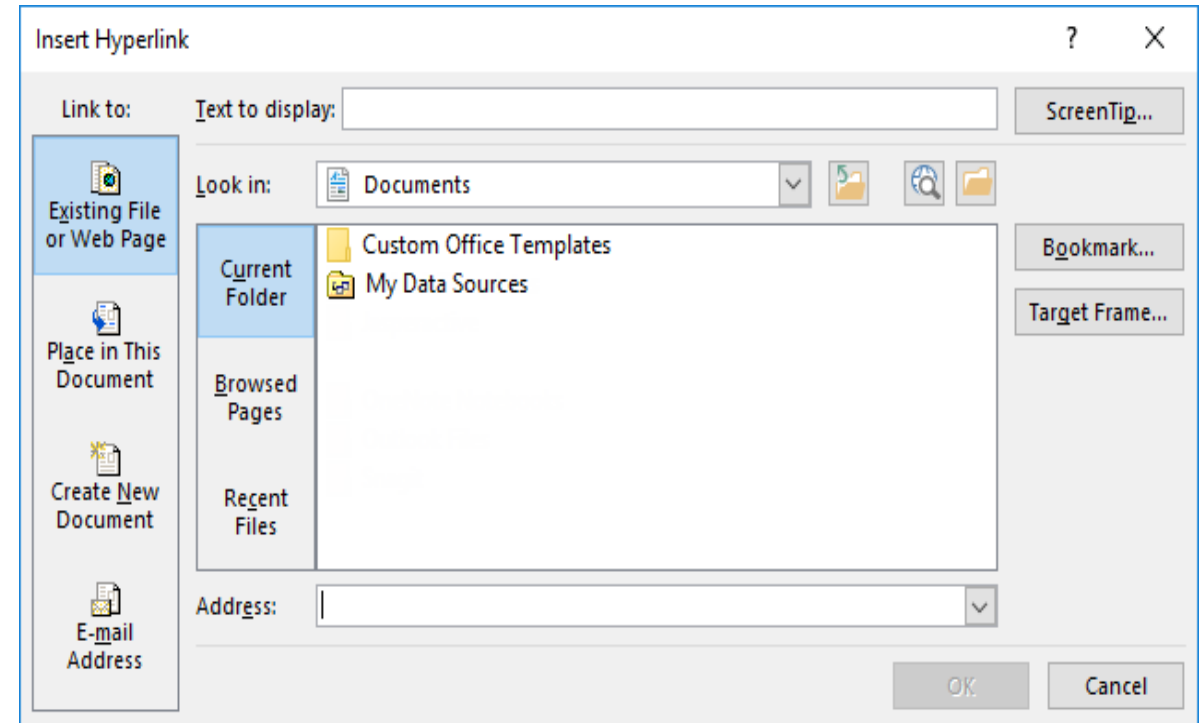 Insert Hyperlink
?
Link to:
Text to display:
ScreenTip...
Existing File
or Web Page
Look in:
Documents
Current
Folder
Custom Office Templates
My Data Sources
Bookmark...
Target Frame...
Place in This
Document
Browsed
Pages
Create New
Document
Recent
Files
E-mail
Address
Address:
OK
Cancel